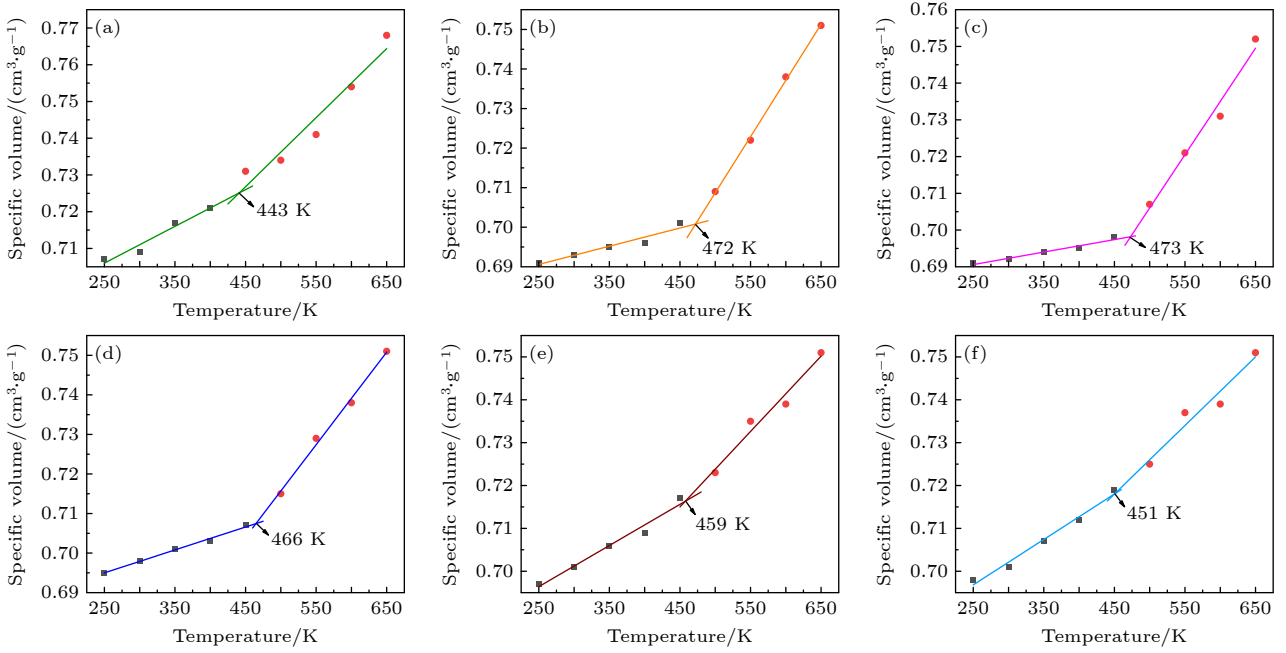 (a)
Specific volume/(cm³·g⁻¹)
0.77
0.76
0.75
0.74
0.73
0.72
0.71
443 K
250 350 450 550 650
Temperature/K
(b)
Specific volume/(cm³·g⁻¹)
0.75
0.74
0.73
0.72
0.71
0.70
0.69
472 K
250 350 450 550 650
Temperature/K
(c)
Specific volume/(cm³·g⁻¹)
0.76
0.75
0.74
0.73
0.72
0.71
0.70
0.69
473 K
250 350 450 550 650
Temperature/K
(d)
Specific volume/(cm³·g⁻¹)
0.75
0.74
0.73
0.72
0.71
0.70
0.69
466 K
250 350 450 550 650
Temperature/K
(e)
Specific volume/(cm³·g⁻¹)
0.75
0.74
0.73
0.72
0.71
0.70
459 K
250 350 450 550 650
Temperature/K
(f)
Specific volume/(cm³·g⁻¹)
0.75
0.74
0.73
0.72
0.71
0.70
451 K
250 350 450 550 650
Temperature/K